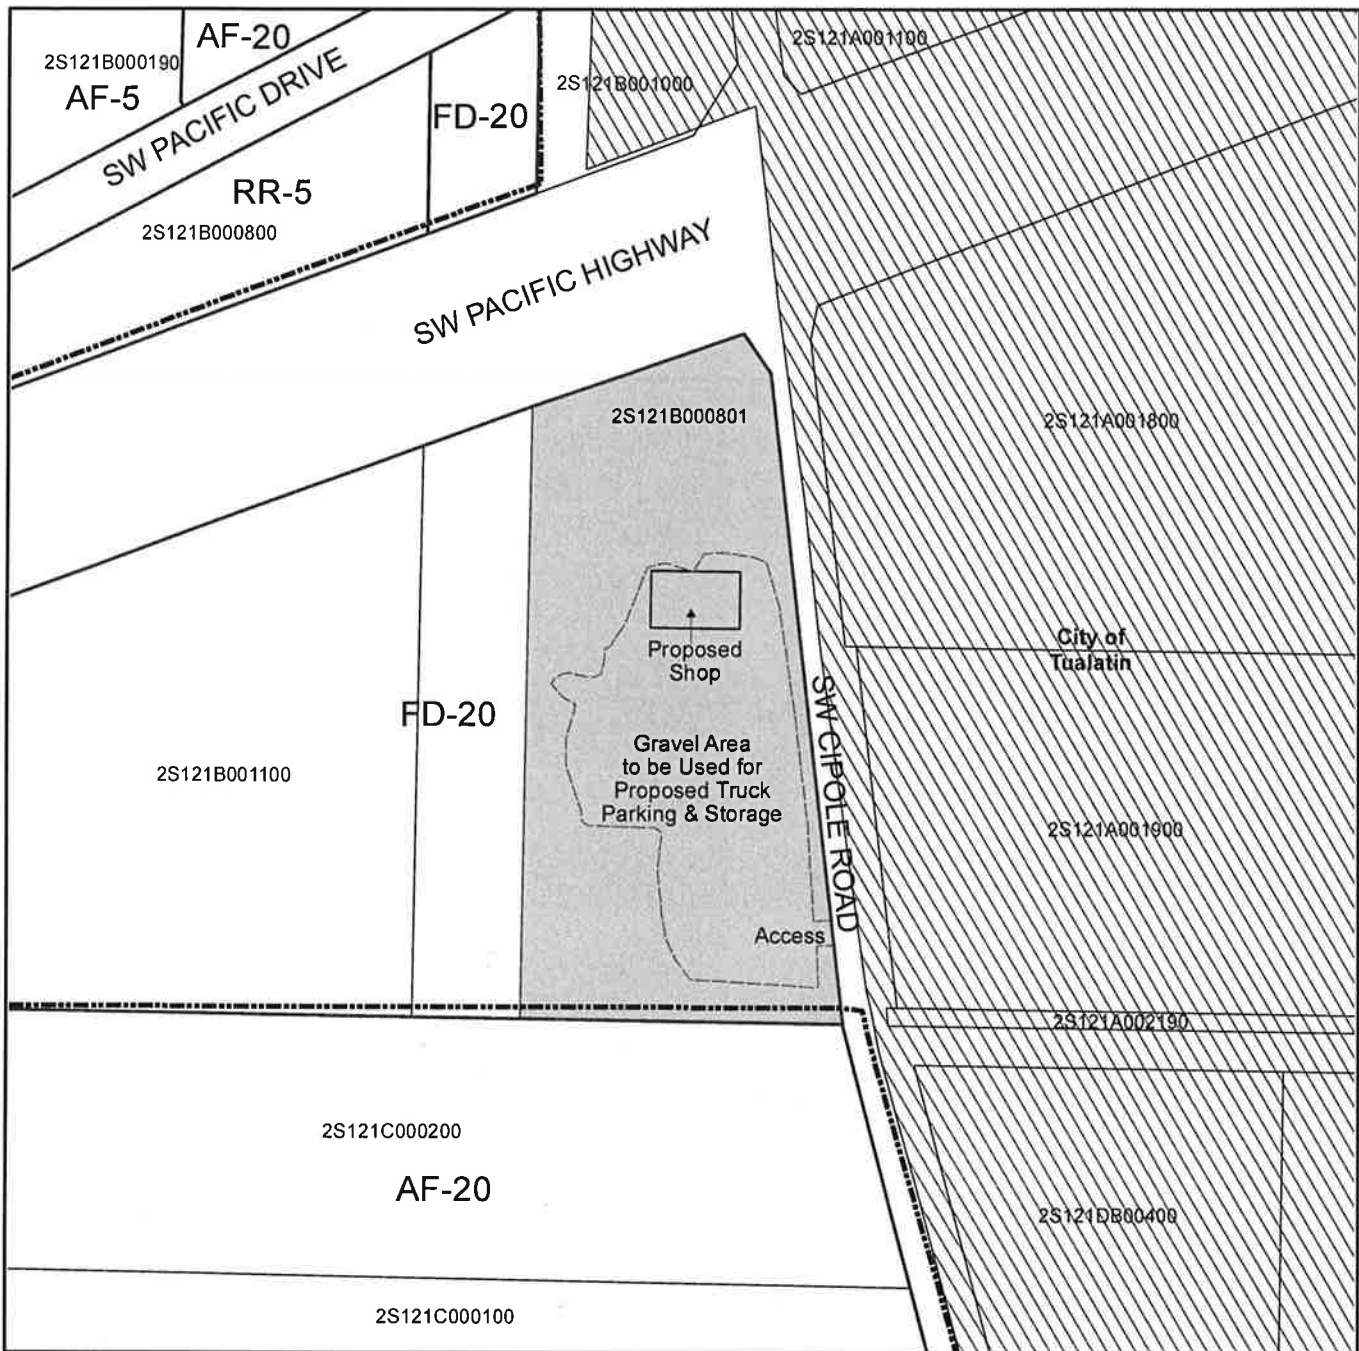 AF-20
2S121B000190
AF-5
SW PACIFIC DRIVE
2S121A001100
2S121B001000
FD-20
RR-5
2S121B000800
SW PACIFIC HIGHWAY
2S121B000801
2S121A001800
Proposed
Shop
City of
Tualatin
FD-20
SW CIPOLE ROAD
2S121B001100
Gravel Area
to be Used for
Proposed Truck
Parking & Storage
2S121A001900
Access
2S121A002190
2S121C000200
AF-20
2S121DB00400
2S121C000100